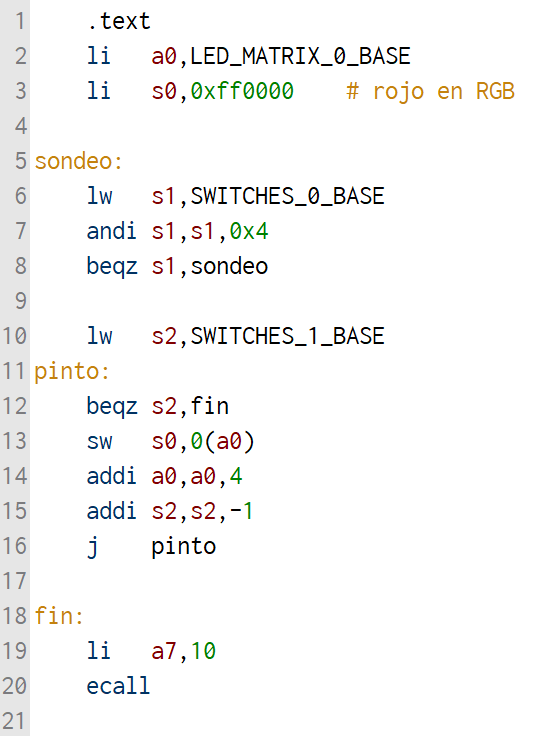 1 .text
2 li a0,LED_MATRIX_0_BASE
3 li s0,0xff0000 # rojo en RGB
4
5 sondeo:
6 lw s1,SWITCHES_0_BASE
7 andi s1,s1,0x4
8 beqz s1,sondeo
9
10 lw s2,SWITCHES_1_BASE
11 pinto:
12 beqz s2,fin
13 sw s0,0(a0)
14 addi a0,a0,4
15 addi s2,s2,-1
16 j pinto
17
18 fin:
19 li a7,10
20 ecall
21